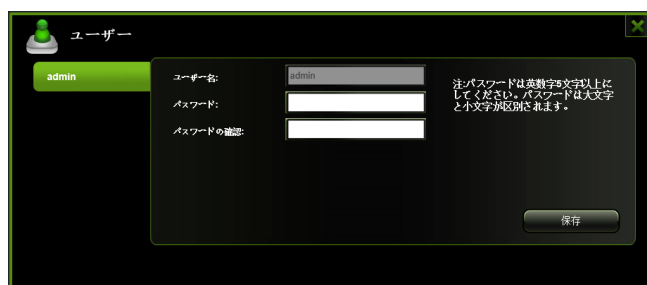 ユーザー
admin
ユーザー名:
admin
パスワード:
パスワードの確認:
注:パスワードは英数字5文字以上に
してください。パスワードは大文字
と小文字が区別されます。
保存